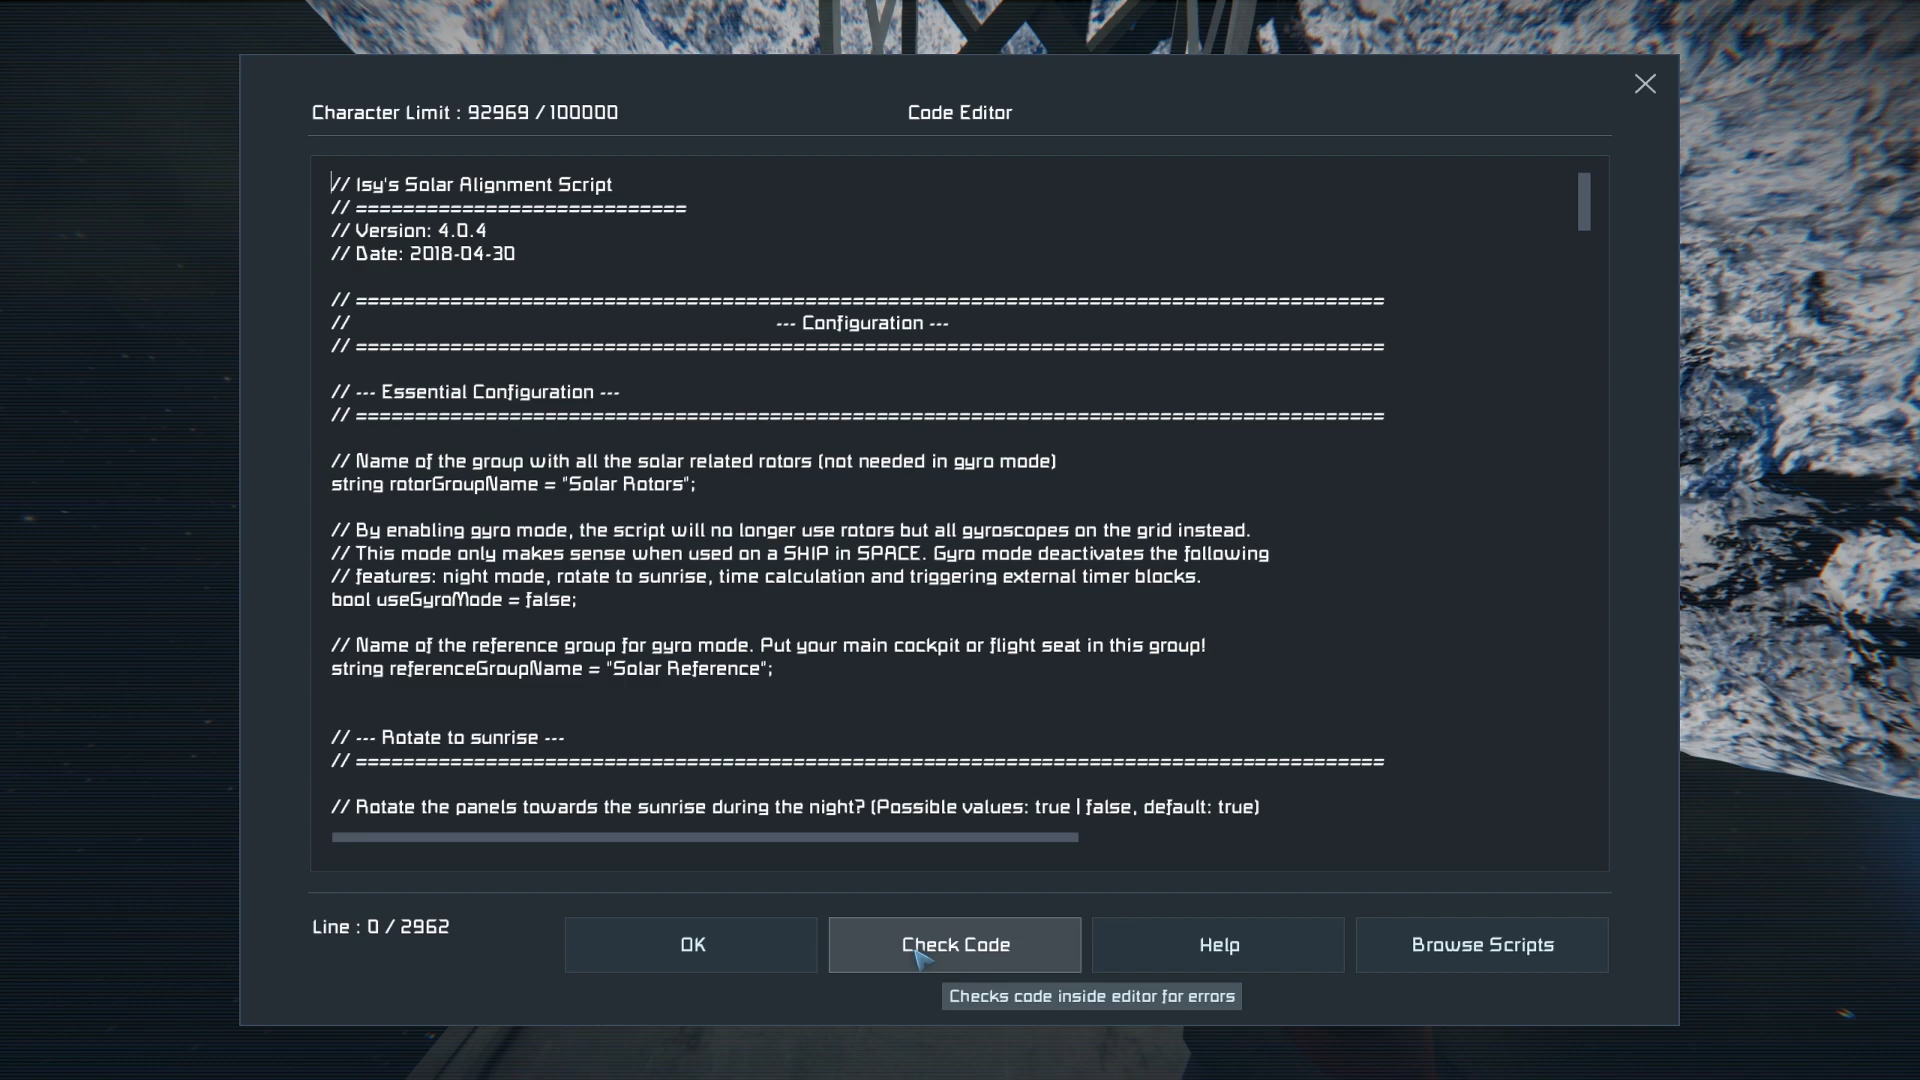 Character Limit : 92969 / 100000
Code Editor
// Isy's Solar Alignment Script
// ============================
// Version: 4.0.4
// Date: 2018-04-30
// =======================================================================================
// --- Configuration ---
// =======================================================================================
// --- Essential Configuration ---
// =======================================================================================
// Name of the group with all the solar related rotors (not needed in gyro mode)
string rotorGroupName = "Solar Rotors";
// By enabling gyro mode, the script will no longer use rotors but all gyroscopes on the grid instead.
// This mode only makes sense when used on a SHIP in SPACE. Gyro mode deactivates the following
// features: night mode, rotate to sunrise, time calculation and triggering external timer blocks.
bool useGyroMode = false;
// Name of the reference group for gyro mode. Put your main cockpit or flight seat in this group!
string referenceGroupName = "Solar Reference";
// --- Rotate to sunrise ---
// =======================================================================================
// Rotate the panels towards the sunrise during the night? (Possible values: true | false, default: true)
Line : 0 / 2962
OK
Check Code
Help
Browse Scripts
Checks code inside editor for errors